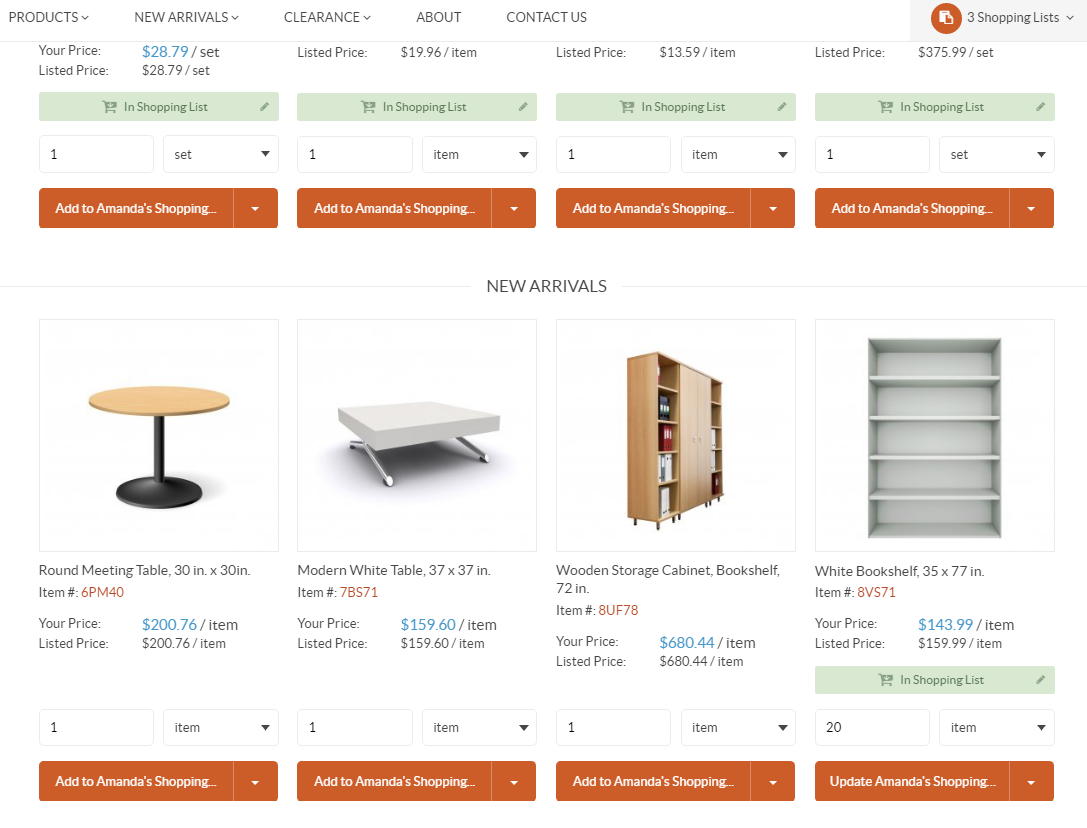 PRODUCTS NEW ARRIVALS CLEARANCE ABOUT CONTACT US 3 Shopping Lists
Your Price: $28.79 / set
Listed Price: $28.79 / set
Listed Price: $19.96 / item
Listed Price: $13.59 / item
Listed Price: $375.99 / set
In Shopping List In Shopping List In Shopping List In Shopping List
1 set 1 item 1 item 1 set
Add to Amanda's Shopping... Add to Amanda's Shopping... Add to Amanda's Shopping... Add to Amanda's Shopping...
NEW ARRIVALS
Round Meeting Table, 30 in. x 30in.
Item #: 6PM40
Your Price: $200.76 / item
Listed Price: $200.76 / item
1 item
Add to Amanda's Shopping...
Modern White Table, 37 x 37 in.
Item #: 7BS71
Your Price: $159.60 / item
Listed Price: $159.60 / item
1 item
Add to Amanda's Shopping...
Wooden Storage Cabinet, Bookshelf,
72 in.
Item #: 8UF78
Your Price: $680.44 / item
Listed Price: $680.44 / item
1 item
Add to Amanda's Shopping...
White Bookshelf, 35 x 77 in.
Item #: 8VS71
Your Price: $143.99 / item
Listed Price: $159.99 / item
In Shopping List
20 item
Update Amanda's Shopping...